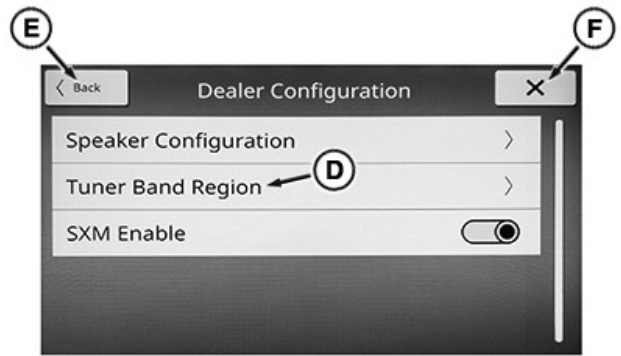 E
F
Back
Dealer Configuration
Speaker Configuration
D
Tuner Band Region
SXM Enable